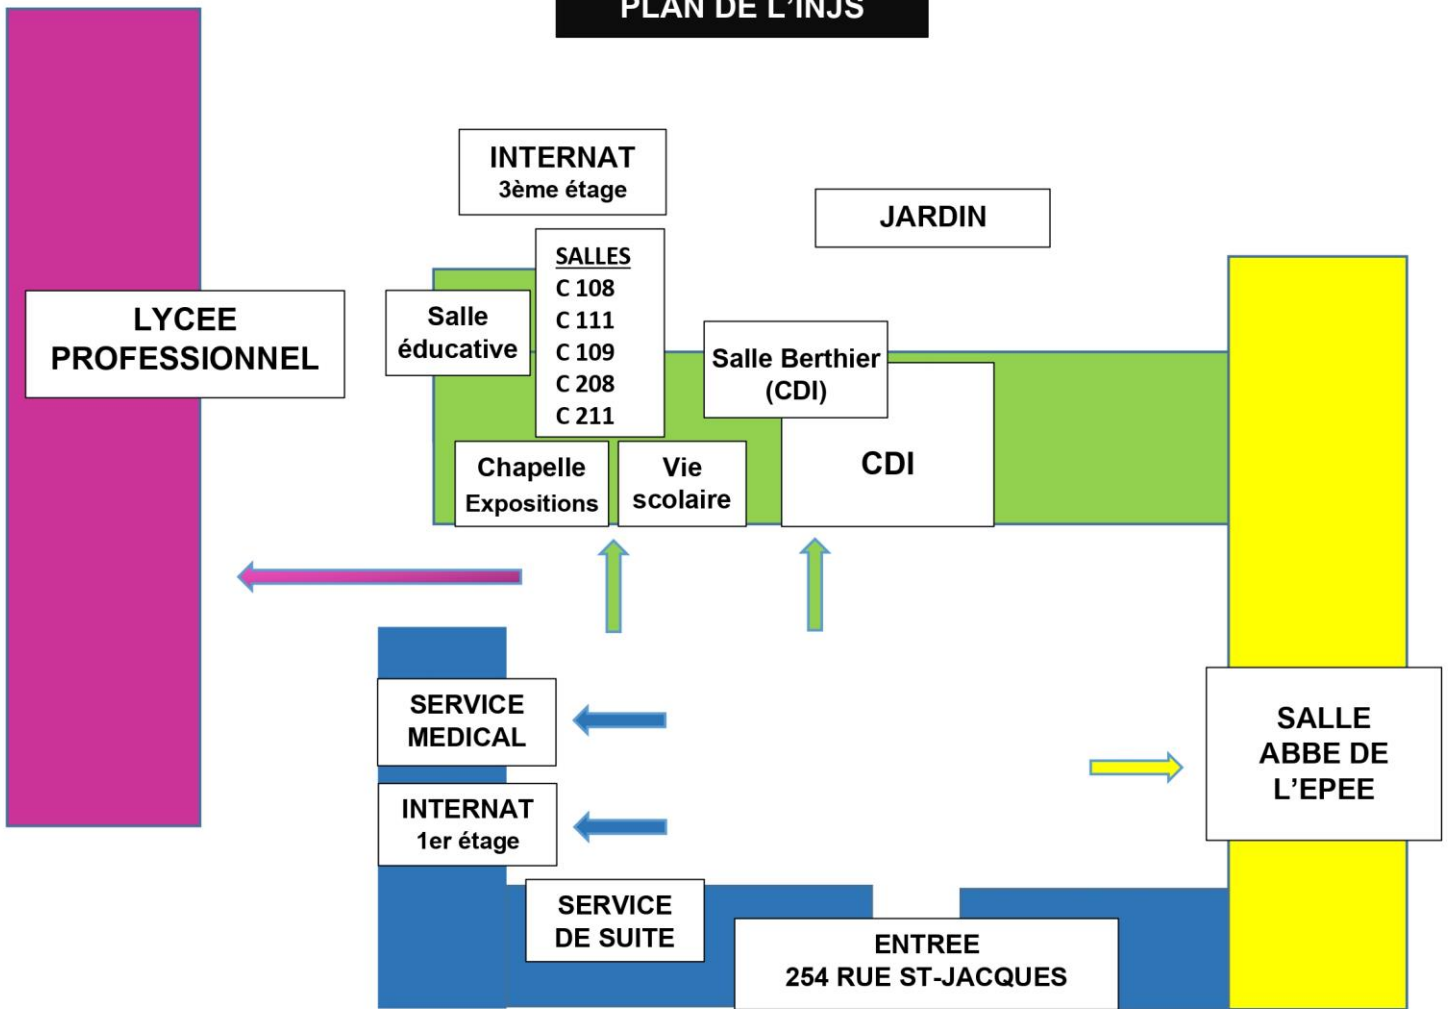 PLAN DE L'INJS
INTERNAT
3ème étage
JARDIN
SALLES
C 108
C 111
C 109
C 208
C 211
LYCEE
PROFESSIONNEL
Salle
éducative
Salle Berthier
(CDI)
Chapelle
Expositions
Vie
scolaire
CDI
SERVICE
MEDICAL
INTERNAT
1er étage
SALLE
ABBE DE
L'EPEE
SERVICE
DE SUITE
ENTREE
254 RUE ST-JACQUES